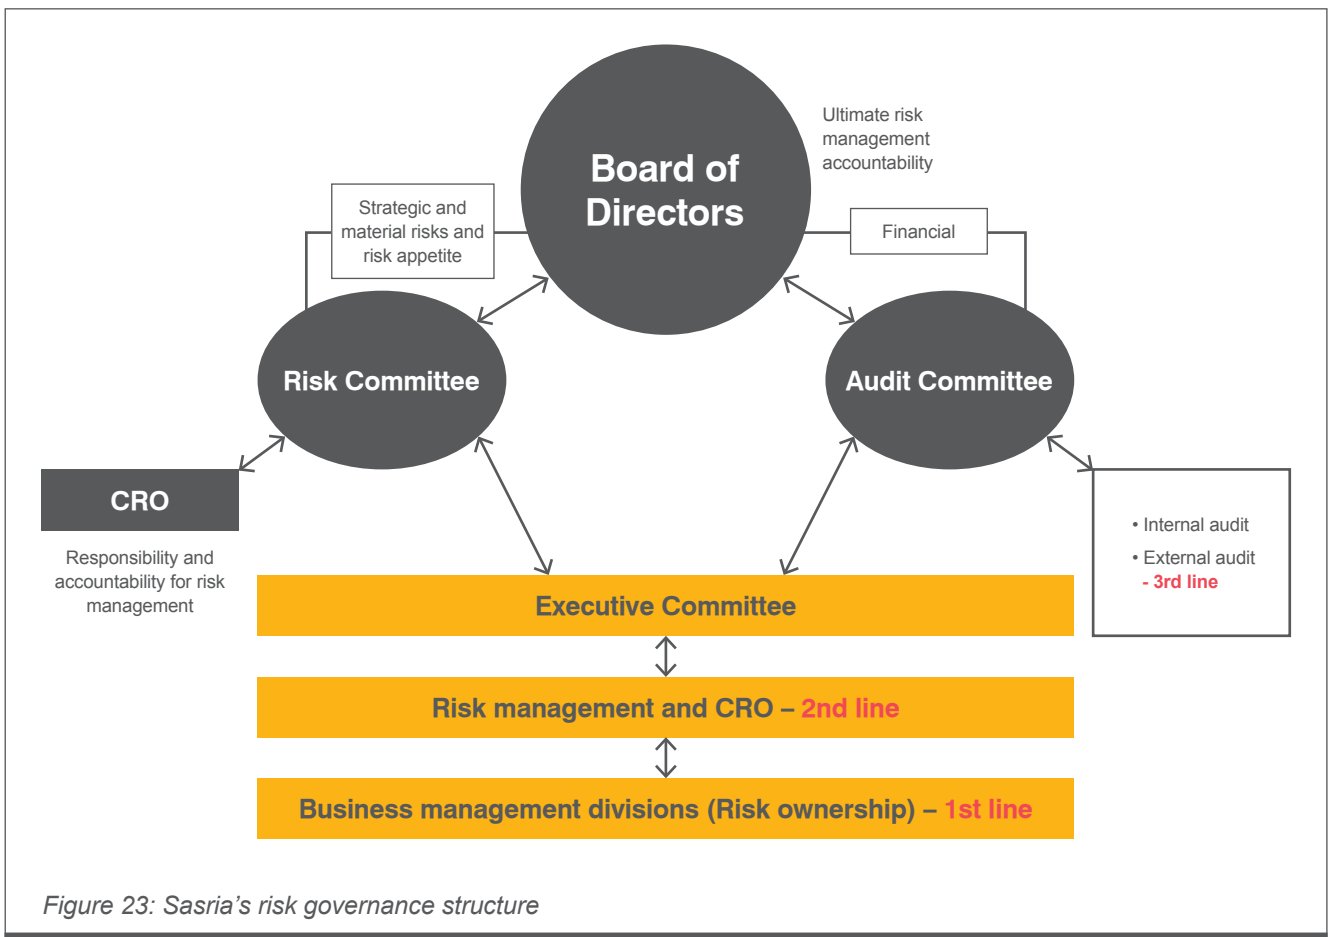 Board of
Directors
Ultimate risk
management
accountability
Strategic and
material risks and
risk appetite
Financial
Risk Committee
Audit Committee
CRO
Responsibility and
accountability for risk
management
• Internal audit
• External audit
- 3rd line
Executive Committee
Risk management and CRO – 2nd line
Business management divisions (Risk ownership) – 1st line
Figure 23: Sasria’s risk governance structure